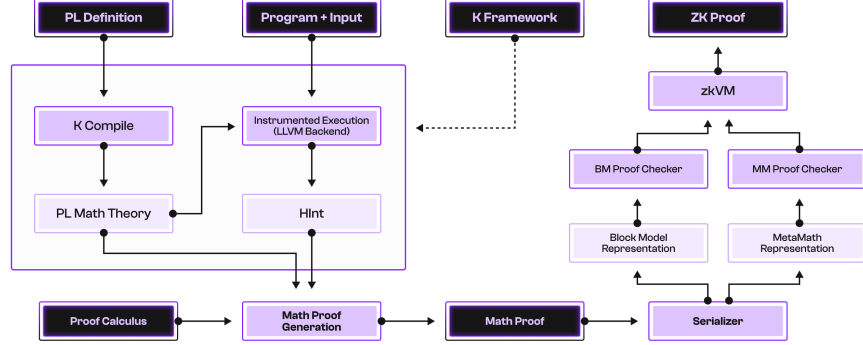 PL Definition
Program + Input
K Framework
ZK Proof
zkVM
K Compile
Instrumented Execution
(LLVM Backend)
BM Proof Checker
MM Proof Checker
PL Math Theory
HInt
Block Model
Representation
MetaMath
Representation
Proof Calculus
Math Proof
Generation
Math Proof
Serializer